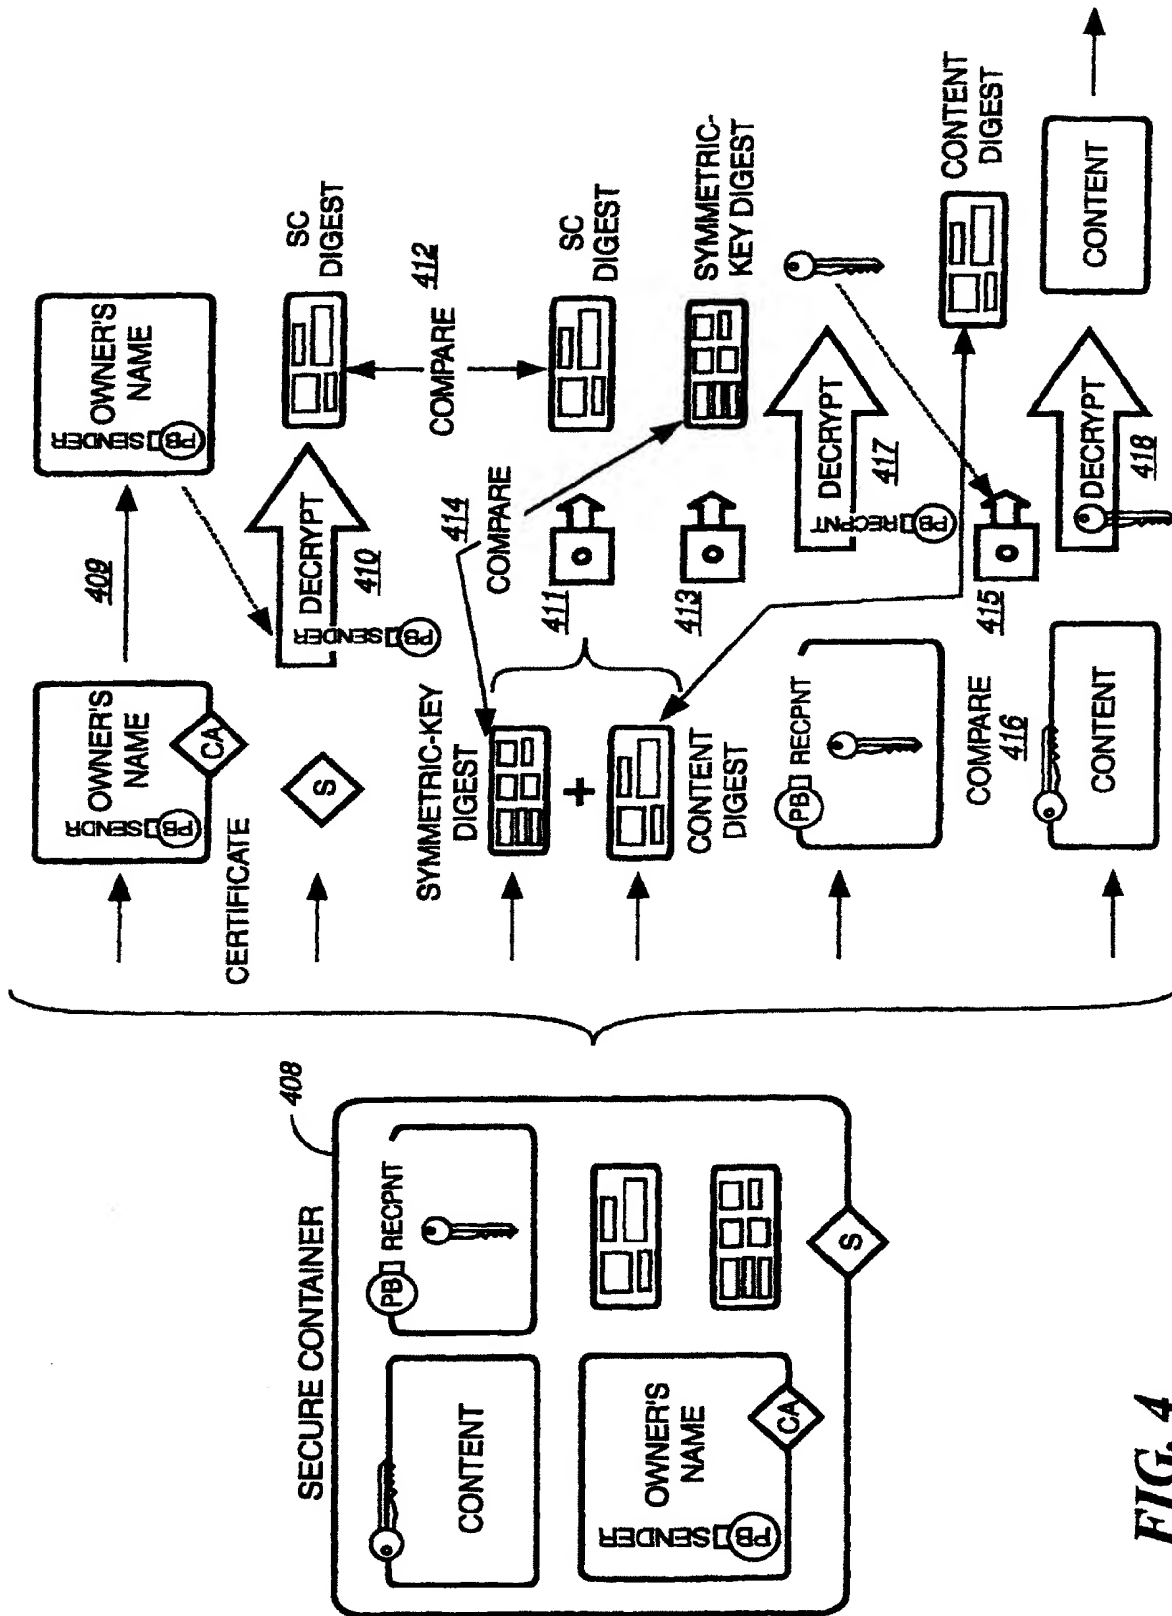 SECURE CONTAINER
408
CONTENT
PB RECPNT
OWNER'S
NAME
PB SENDER
CA
S
OWNER'S
NAME
PB SENDR
CA
CERTIFICATE
409
OWNER'S
NAME
PB SENDER
S
DECRYPT
410
PB SENDER
SC
DIGEST
COMPARE
412
SYMMETRIC-KEY
DIGEST
+
CONTENT
DIGEST
COMPARE
414
411
SC
DIGEST
413
SYMMETRIC-
KEY DIGEST
PB RECPNT
DECRYPT
417
PB RECPNT
COMPARE
416
415
CONTENT
DIGEST
CONTENT
DECRYPT
418
CONTENT
FIG. 4